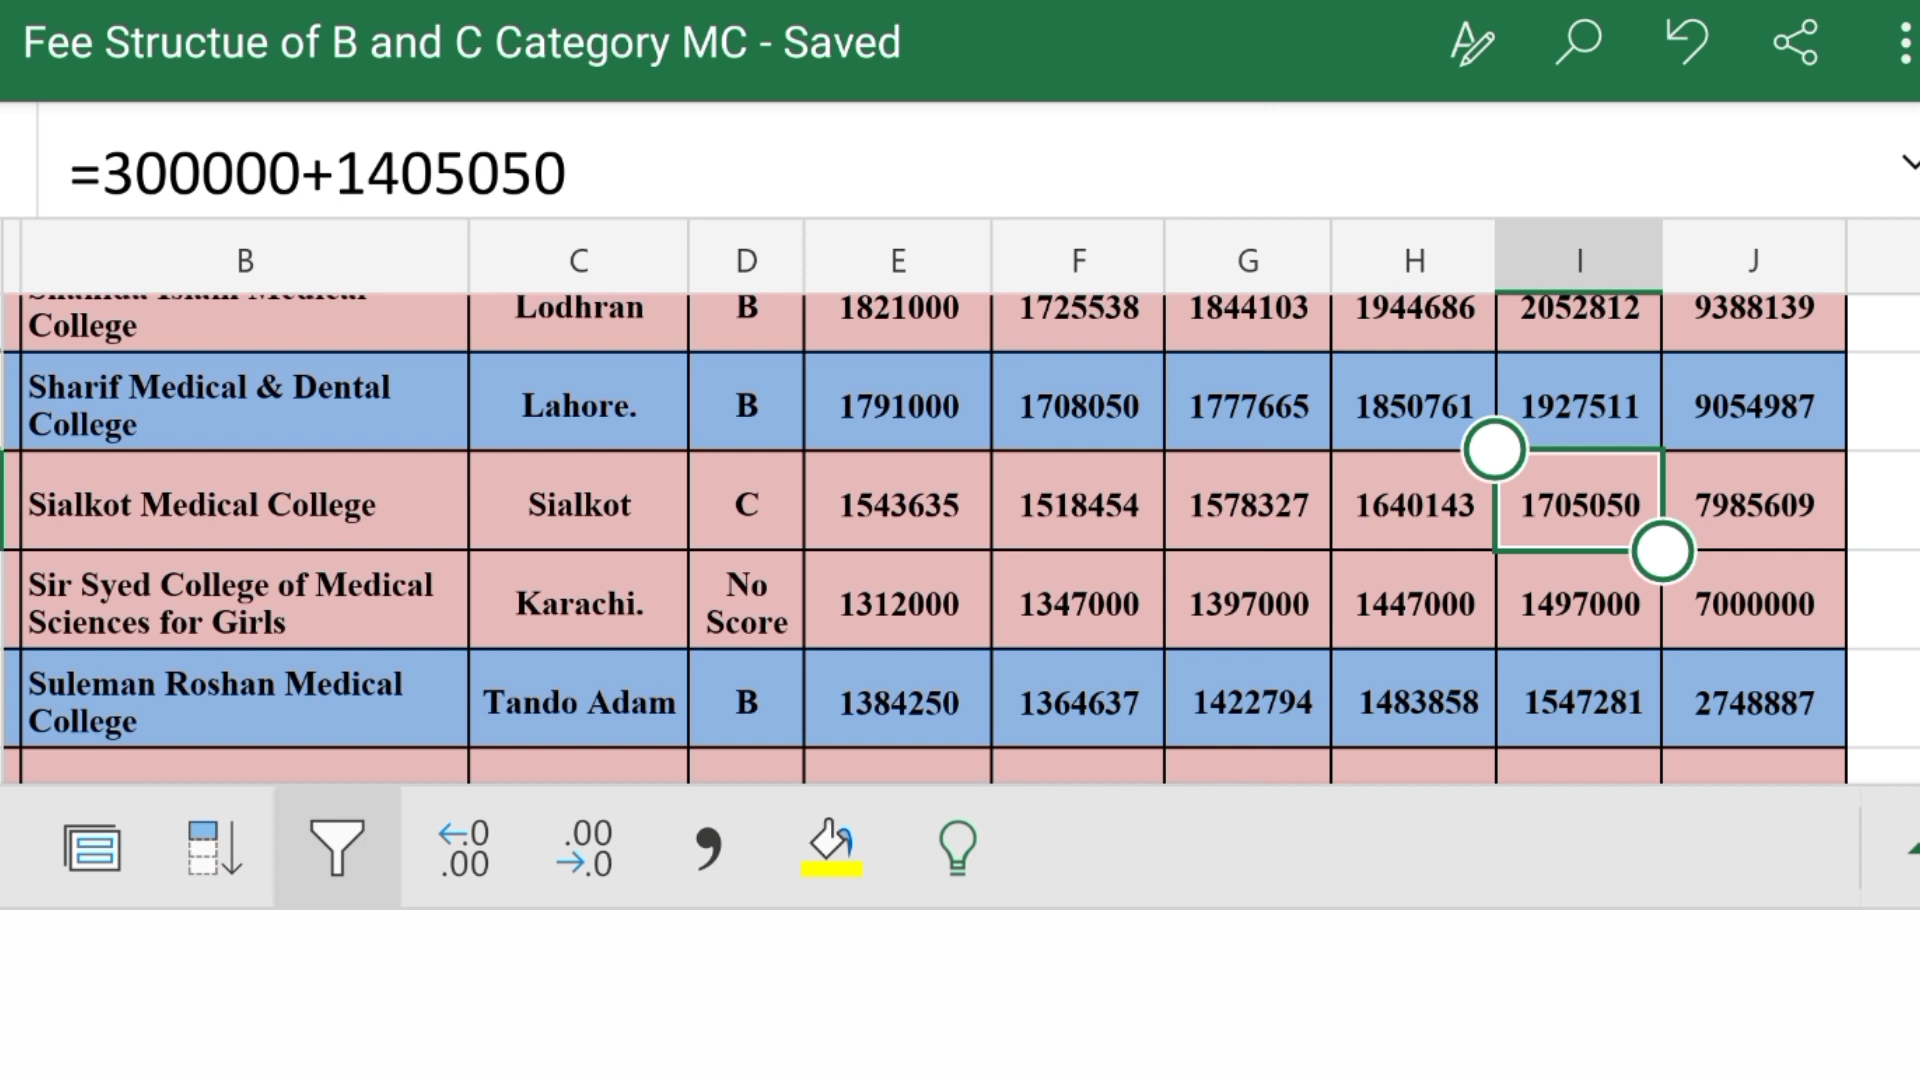 Fee Structue of B and C Category MC - Saved
=300000+1405050
B C D E F G H I J
College Lodhran B 1821000 1725538 1844103 1944686 2052812 9388139
Sharif Medical & Dental
College Lahore. B 1791000 1708050 1777665 1850761 1927511 9054987
Sialkot Medical College Sialkot C 1543635 1518454 1578327 1640143 1705050 7985609
Sir Syed College of Medical
Sciences for Girls Karachi. No
Score 1312000 1347000 1397000 1447000 1497000 7000000
Suleman Roshan Medical
College Tando Adam B 1384250 1364637 1422794 1483858 1547281 2748887
.0
.00
.00
.0